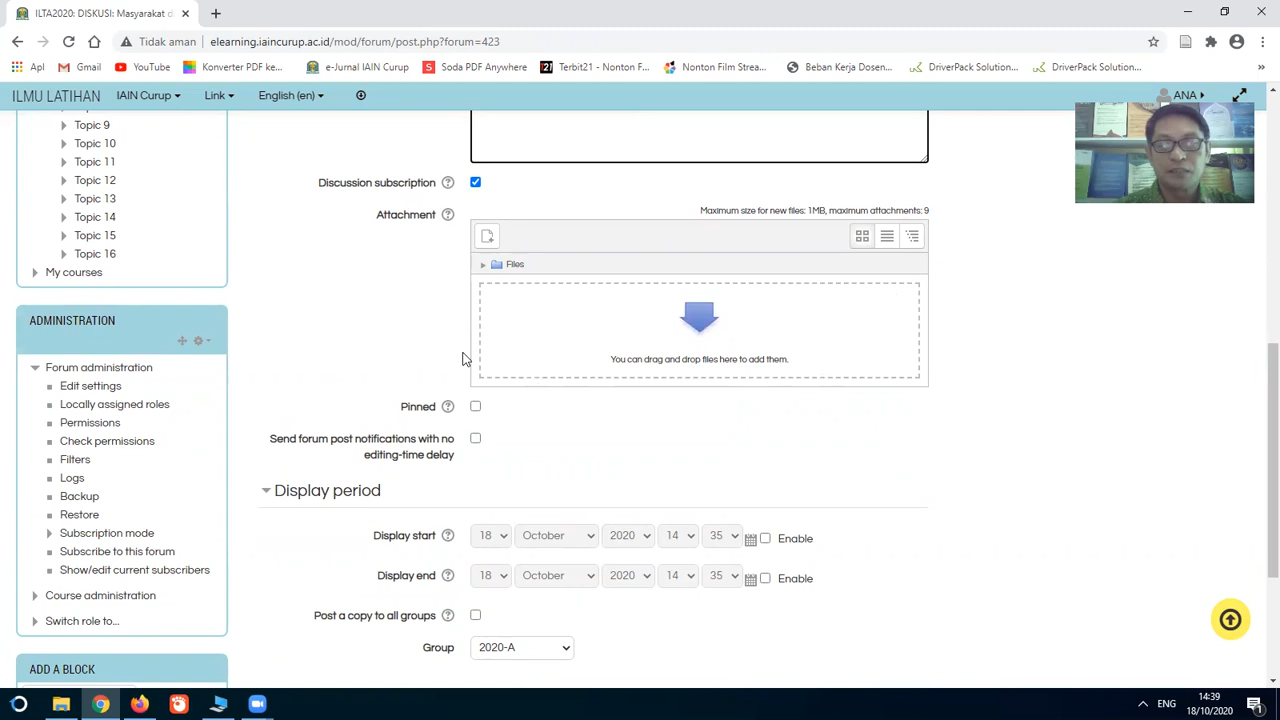 ILTA2020: DISKUSI: Masyarakat d
Tidak aman
elearning.iaincurup.ac.id/mod/forum/post.php?forum=423
Apl
Gmail
YouTube
Konverter PDF ke...
e-Jurnal IAIN Curup
Soda PDF Anywhere
Terbit21 - Nonton F...
Nonton Film Strea...
Beban Kerja Dosen...
DriverPack Solution...
DriverPack Solution...
»
ILMU LATIHAN
IAIN Curup
Link
English (en)
ANA
Topic 9
Topic 10
Topic 11
Topic 12
Topic 13
Topic 14
Topic 15
Topic 16
My courses
ADMINISTRATION
Forum administration
Edit settings
Locally assigned roles
Permissions
Check permissions
Filters
Logs
Backup
Restore
Subscription mode
Subscribe to this forum
Show/edit current subscribers
Course administration
Switch role to...
ADD A BLOCK
Discussion subscription
Attachment
Maximum size for new files: 1MB, maximum attachments: 9
Files
You can drag and drop files here to add them.
Pinned
Send forum post notifications with no
editing-time delay
Display period
Display start 18 October 2020 14 35 Enable
Display end 18 October 2020 14 35 Enable
Post a copy to all groups
Group 2020-A
ENG
14:39
18/10/2020
1